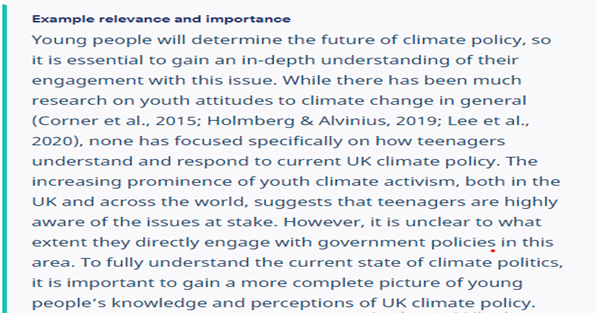 Example relevance and importance
Young people will determine the future of climate policy, so
it is essential to gain an in-depth understanding of their
engagement with this issue. While there has been much
research on youth attitudes to climate change in general
(Corner et al., 2015; Holmberg & Alvinius, 2019; Lee et al.,
2020), none has focused specifically on how teenagers
understand and respond to current UK climate policy. The
increasing prominence of youth climate activism, both in the
UK and across the world, suggests that teenagers are highly
aware of the issues at stake. However, it is unclear to what
extent they directly engage with government policies in this
area. To fully understand the current state of climate politics,
it is important to gain a more complete picture of young
people’s knowledge and perceptions of UK climate policy.